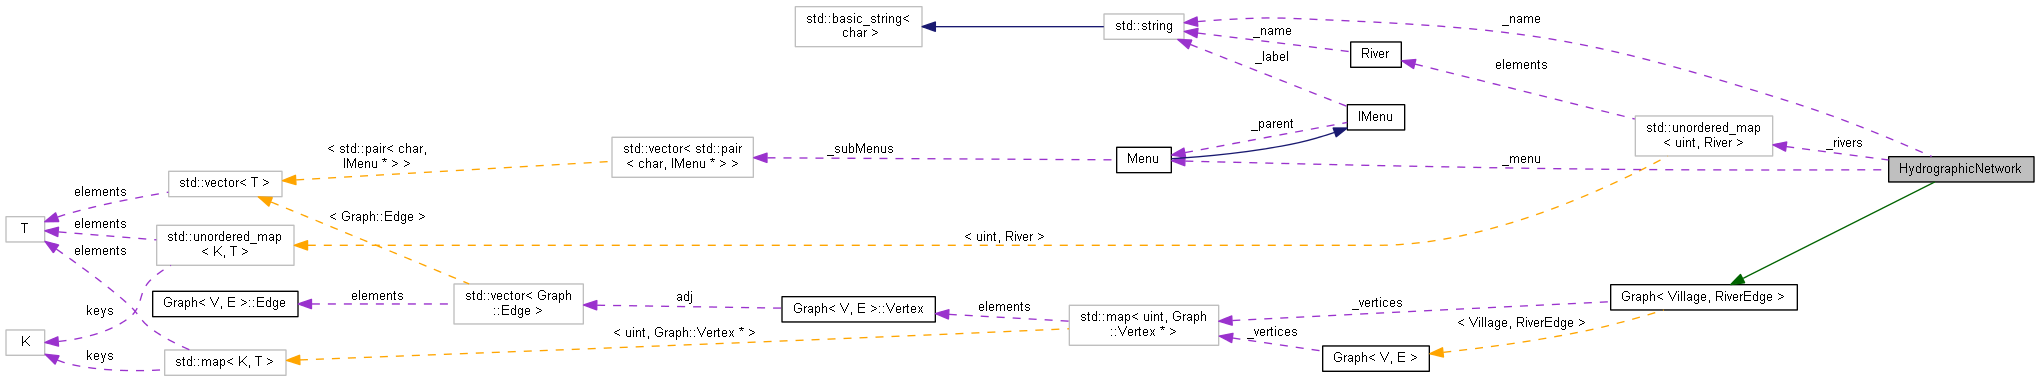 std::basic_string<
char >
std::string
_name
_name
_label
River
elements
IMenu
_parent
std::unordered_map
< uint, River >
_rivers
HydrographicNetwork
< std::pair< char,
IMenu * > >
std::vector< std::pair
< char, IMenu * > >
_subMenus
Menu
_menu
std::vector< T >
elements
< Graph::Edge >
T
elements
elements
std::unordered_map
< K, T >
< uint, River >
Graph< V, E >::Edge
elements
std::vector< Graph
::Edge >
adj
Graph< V, E >::Vertex
elements
std::map< uint, Graph
::Vertex * >
_vertices
Graph< Village, RiverEdge >
keys
K
keys
std::map< K, T >
< uint, Graph::Vertex * >
_vertices
< Village, RiverEdge >
Graph< V, E >